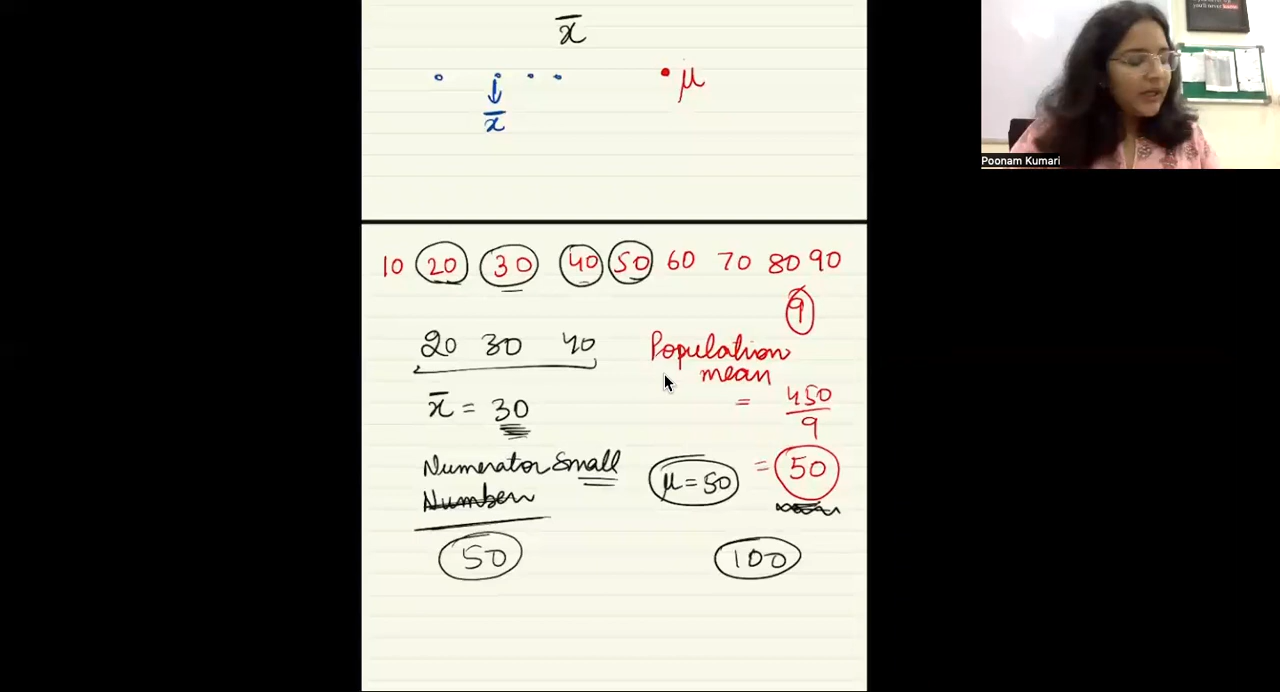 x̄
μ
x̄
10 20 30 40 50 60 70 80 90
9
20 30 40
Population
mean
x̄ = 30
= 450/9
Numerator Small
Number
μ = 50
= 50
50
100
Poonam Kumari